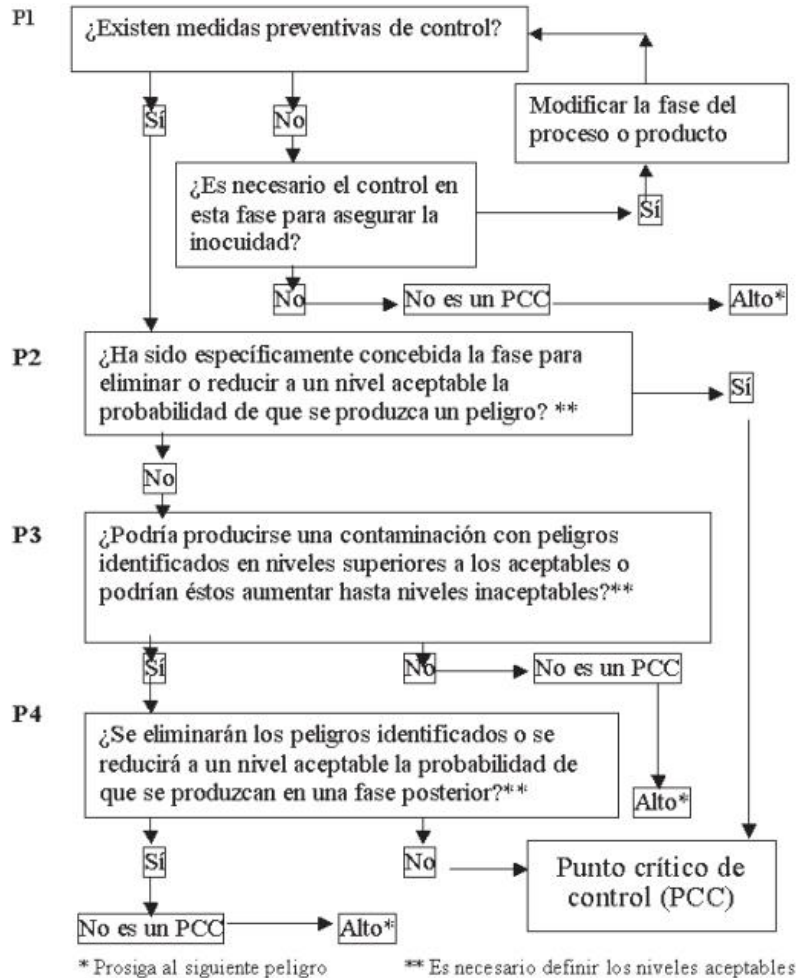 P1
¿Existen medidas preventivas de control?
Sí
No
Modificar la fase del
proceso o producto
¿Es necesario el control en
esta fase para asegurar la
inocuidad?
Sí
No
No es un PCC
Alto*
P2
¿Ha sido específicamente concebida la fase para
eliminar o reducir a un nivel aceptable la
probabilidad de que se produzca un peligro? **
Sí
No
P3
¿Podría producirse una contaminación con peligros
identificados en niveles superiores a los aceptables o
podrían éstos aumentar hasta niveles inaceptables?**
Sí
No
No es un PCC
Alto*
P4
¿Se eliminarán los peligros identificados o se
reducirá a un nivel aceptable la probabilidad de
que se produzcan en una fase posterior?**
Sí
No
Punto crítico de
control (PCC)
No es un PCC
Alto*
* Prosiga al siguiente peligro
** Es necesario definir los niveles aceptables